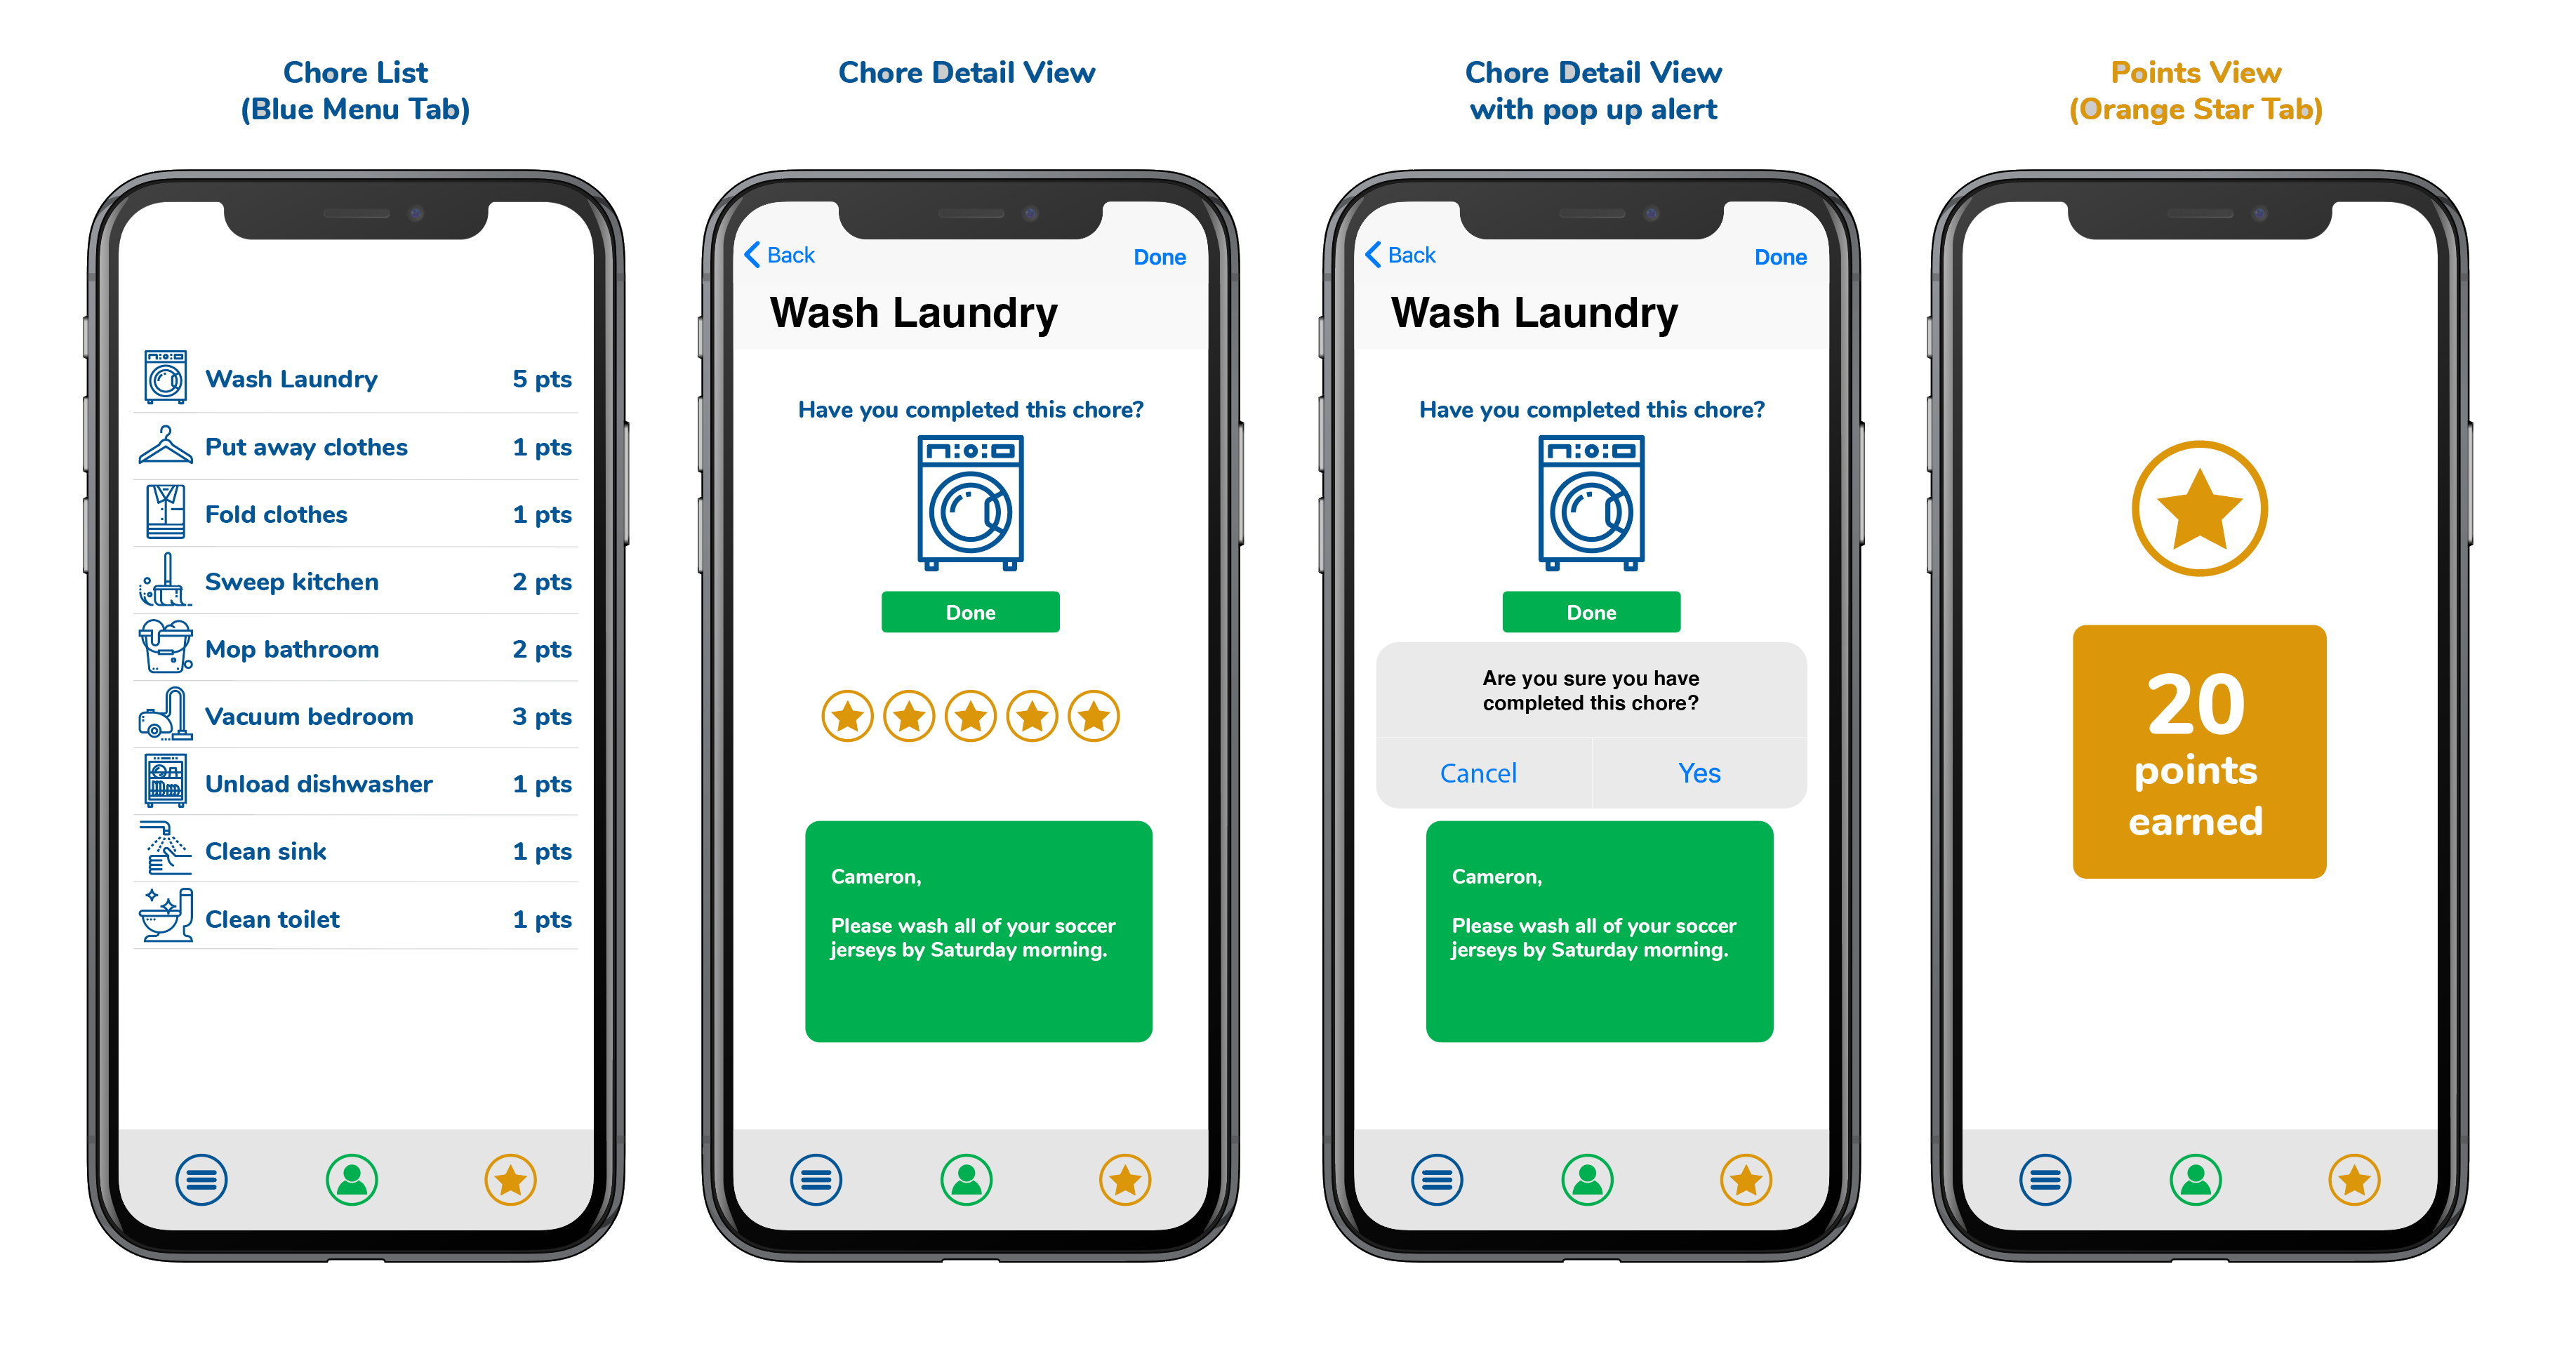 Chore List
(Blue Menu Tab)
Wash Laundry 5 pts
Put away clothes 1 pts
Fold clothes 1 pts
Sweep kitchen 2 pts
Mop bathroom 2 pts
Vacuum bedroom 3 pts
Unload dishwasher 1 pts
Clean sink 1 pts
Clean toilet 1 pts
Chore Detail View
Back Done
Wash Laundry
Have you completed this chore?
Done
Cameron,
Please wash all of your soccer
jerseys by Saturday morning.
Chore Detail View
with pop up alert
Back Done
Wash Laundry
Have you completed this chore?
Done
Are you sure you have
completed this chore?
Cancel Yes
Cameron,
Please wash all of your soccer
jerseys by Saturday morning.
Points View
(Orange Star Tab)
20
points
earned